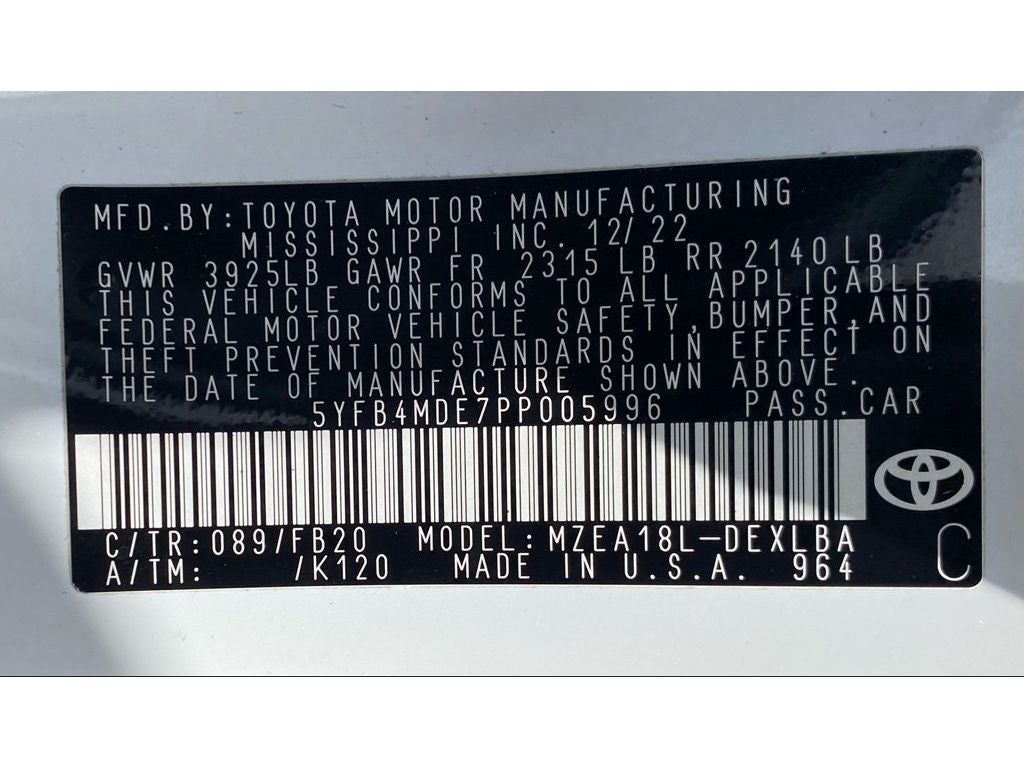 MFD.BY:TOYOTA MOTOR MANUFACTURING
MISSISSIPPI INC. 12/22
GVWR 3925LB GAWR FR 2315 LB RR 2140 LB
THIS VEHICLE CONFORMS TO ALL APPLICABLE
FEDERAL MOTOR VEHICLE SAFETY,BUMPER,AND
THEFT PREVENTION STANDARDS IN EFFECT ON
THE DATE OF MANUFACTURE SHOWN ABOVE.
5YFB4MDE7PP005996 PASS.CAR
C/TR:089/FB20 MODEL:MZEA18L-DEXLBA
A/TM: /K120 MADE IN U.S.A. 964
C